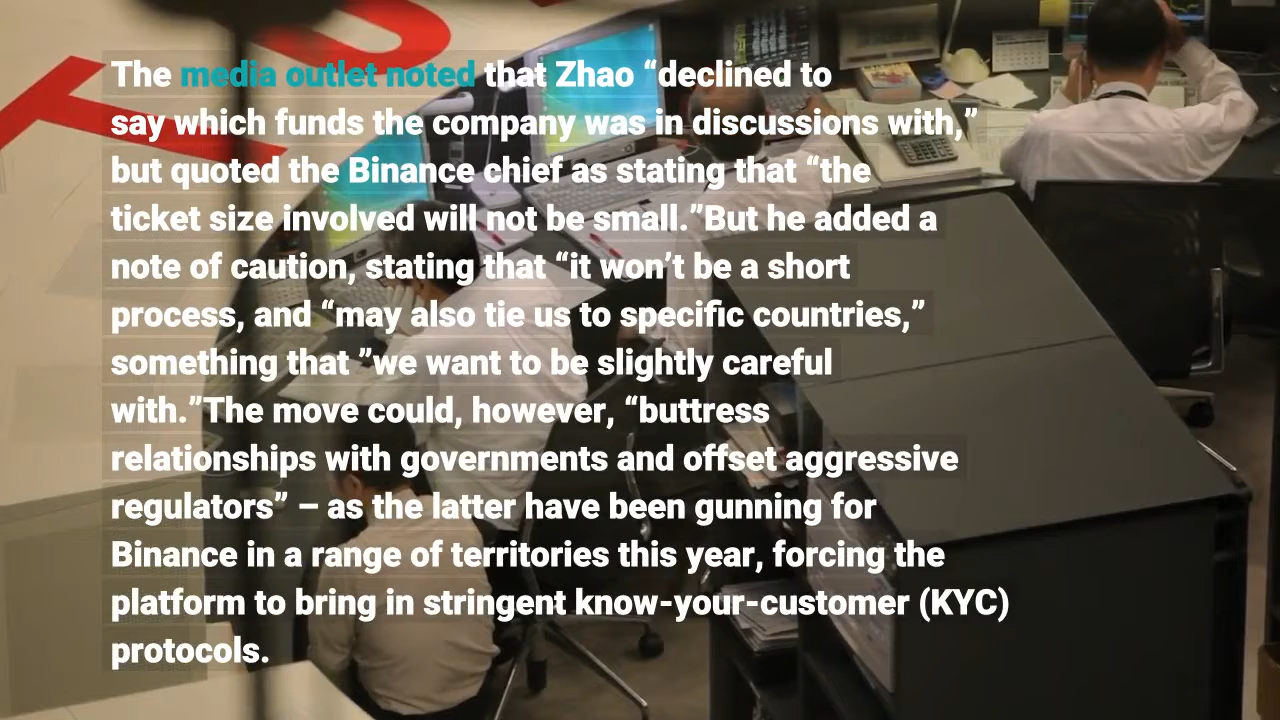 The media outlet noted that Zhao “declined to
say which funds the company was in discussions with,”
but quoted the Binance chief as stating that “the
ticket size involved will not be small.”But he added a
note of caution, stating that “it won’t be a short
process, and “may also tie us to specific countries,”
something that ”we want to be slightly careful
with.”The move could, however, “buttress
relationships with governments and offset aggressive
regulators” – as the latter have been gunning for
Binance in a range of territories this year, forcing the
platform to bring in stringent know-your-customer (KYC)
protocols.